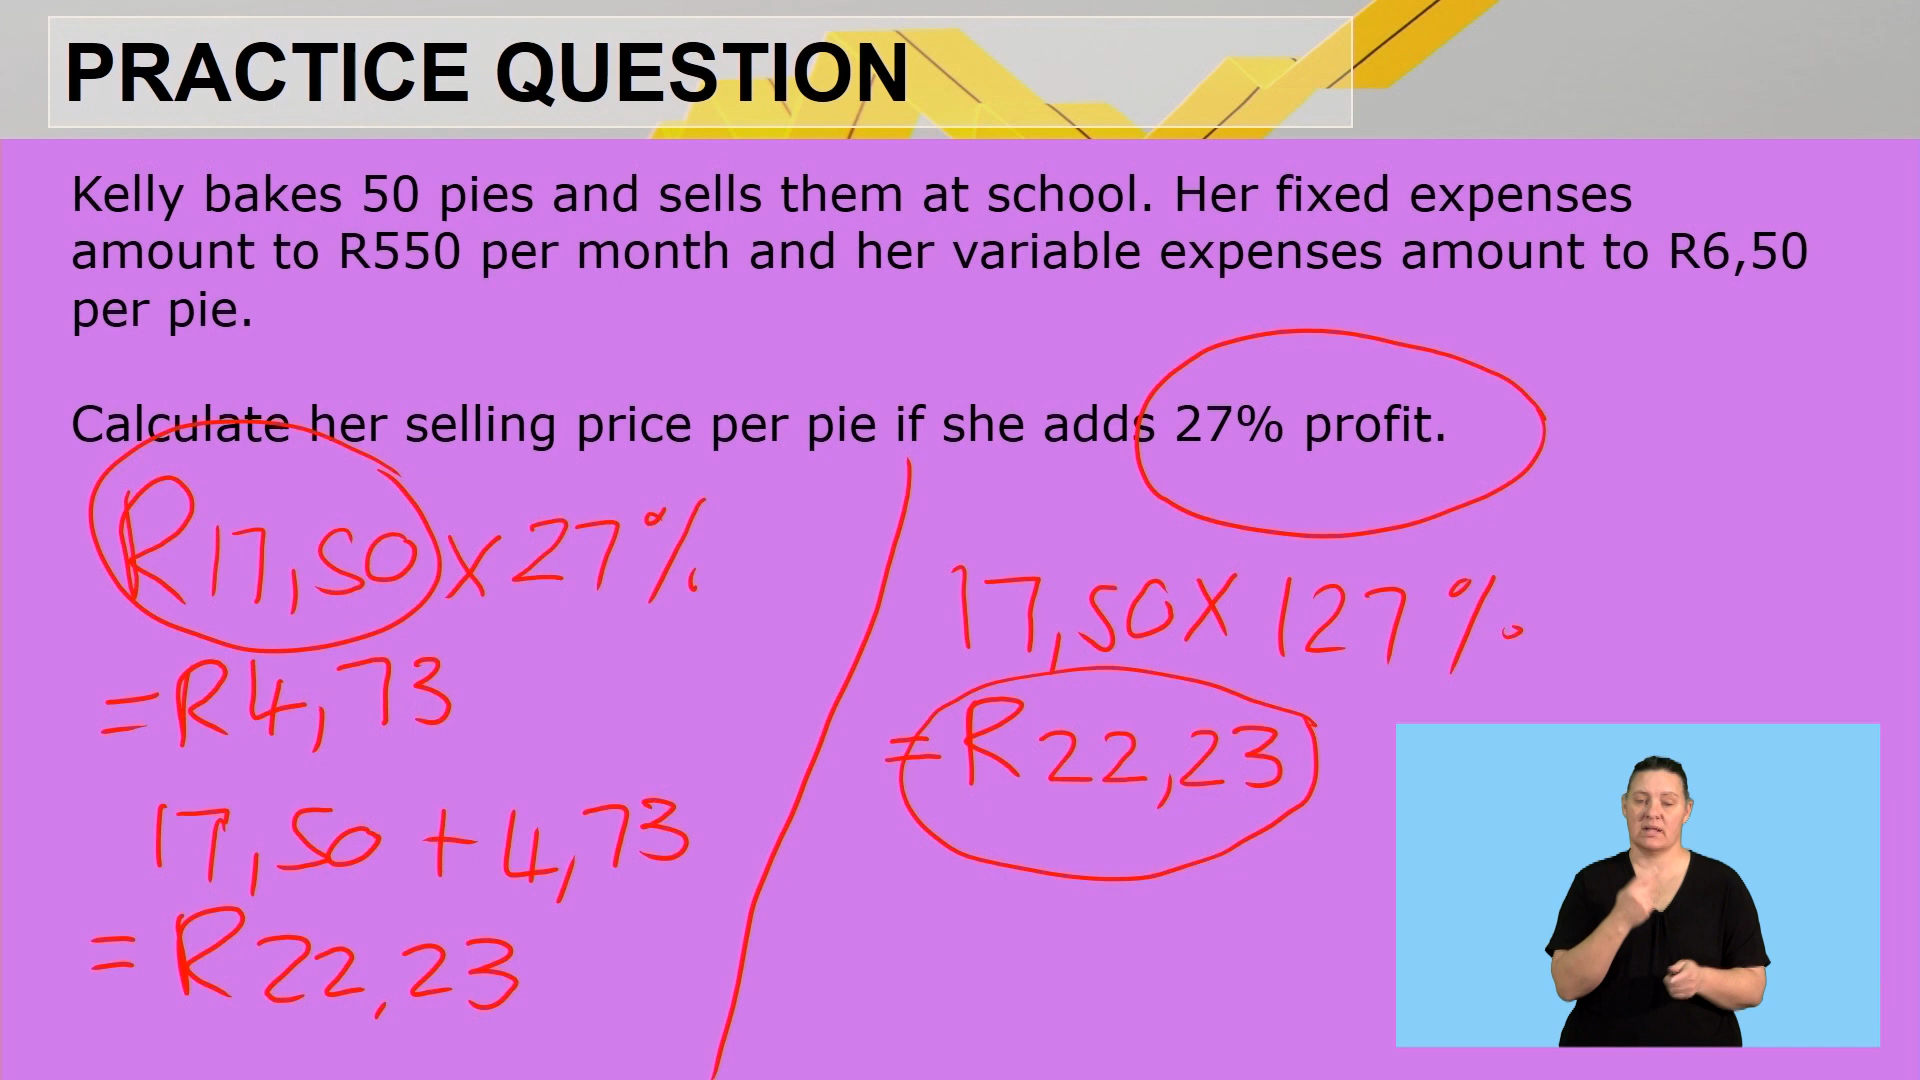 PRACTICE QUESTION
Kelly bakes 50 pies and sells them at school. Her fixed expenses
amount to R550 per month and her variable expenses amount to R6,50
per pie.
Calculate her selling price per pie if she adds 27% profit.
R17,50 x 27%
= R4,73
17,50 + 4,73
= R22,23
17,50 x 127%
= R22,23